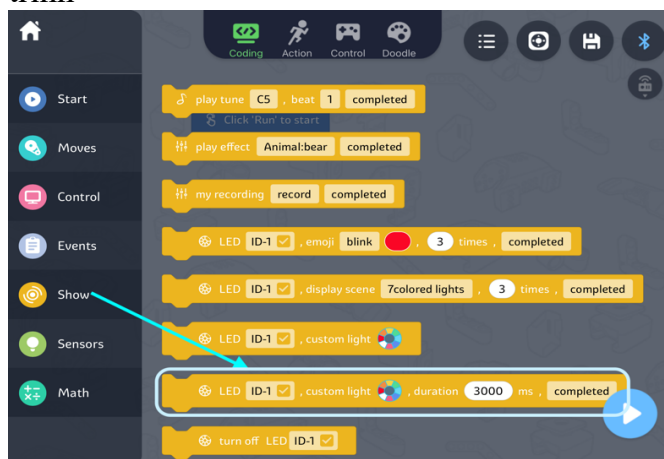 Coding Action Control Doodle
Start
play tune C5 , beat 1 completed
Click 'Run' to start
Moves
play effect Animal:bear completed
Control
my recording record completed
Events
LED ID-1 , emoji blink , 3 times , completed
Show
LED ID-1 , display scene 7colored lights , 3 times , completed
Sensors
LED ID-1 , custom light
Math
LED ID-1 , custom light , duration 3000 ms , completed
turn off LED ID-1